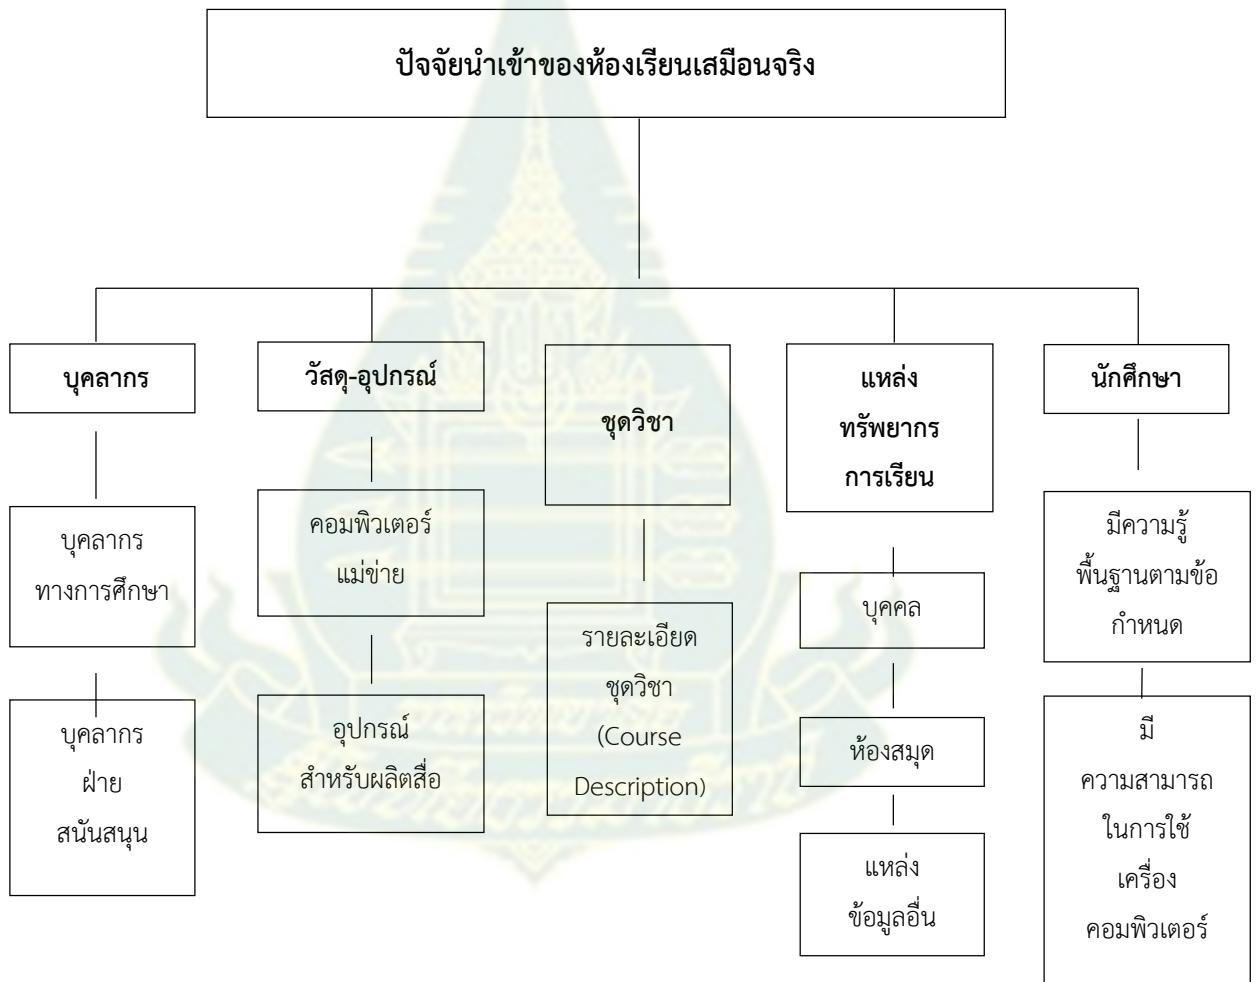 ปัจจัยนำเข้าของห้องเรียนเสมือนจริง
บุคลากร
บุคลากร
ทางการศึกษา
บุคลากร
ฝ่าย
สนันสนุน
วัสดุ-อุปกรณ์
คอมพิวเตอร์
แม่ข่าย
อุปกรณ์
สำหรับผลิตสื่อ
ชุดวิชา
รายละเอียด
ชุดวิชา
(Course
Description)
แหล่ง
ทรัพยากร
การเรียน
บุคคล
ห้องสมุด
แหล่ง
ข้อมูลอื่น
นักศึกษา
มีความรู้
พื้นฐานตามข้อ
กำหนด
มี
ความสามารถ
ในการใช้
เครื่อง
คอมพิวเตอร์